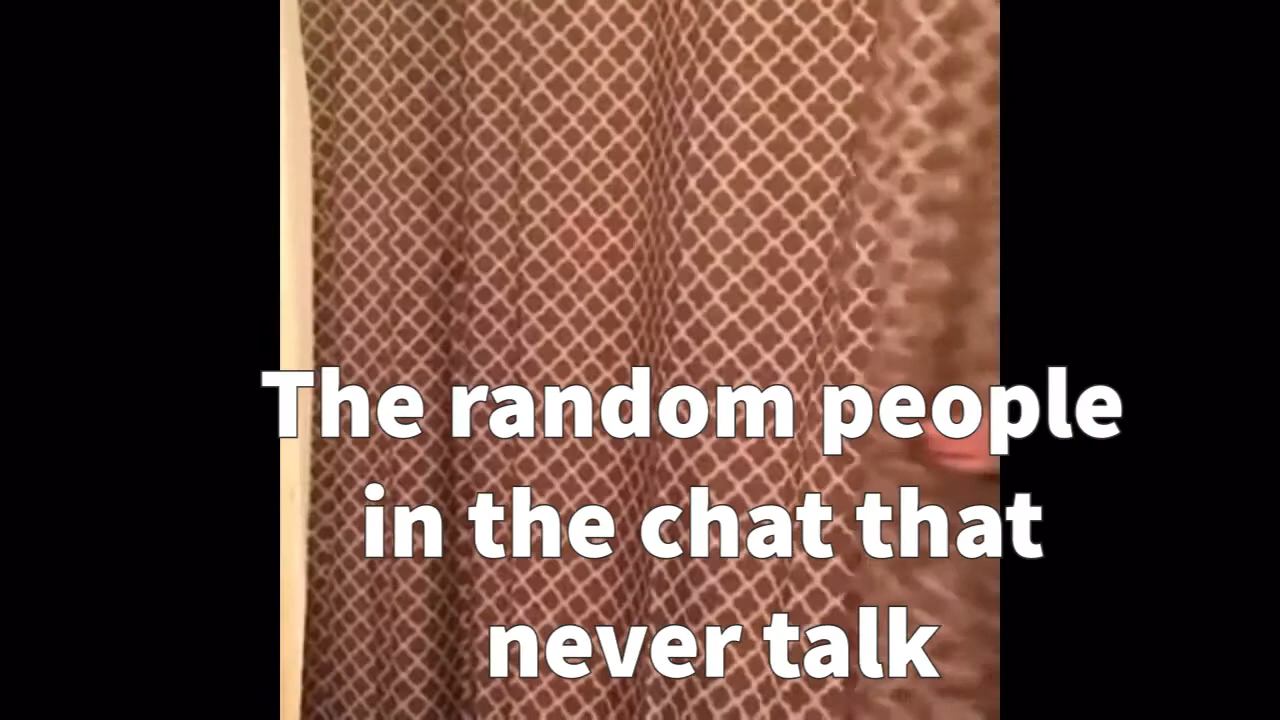 The random people
in the chat that
never talk